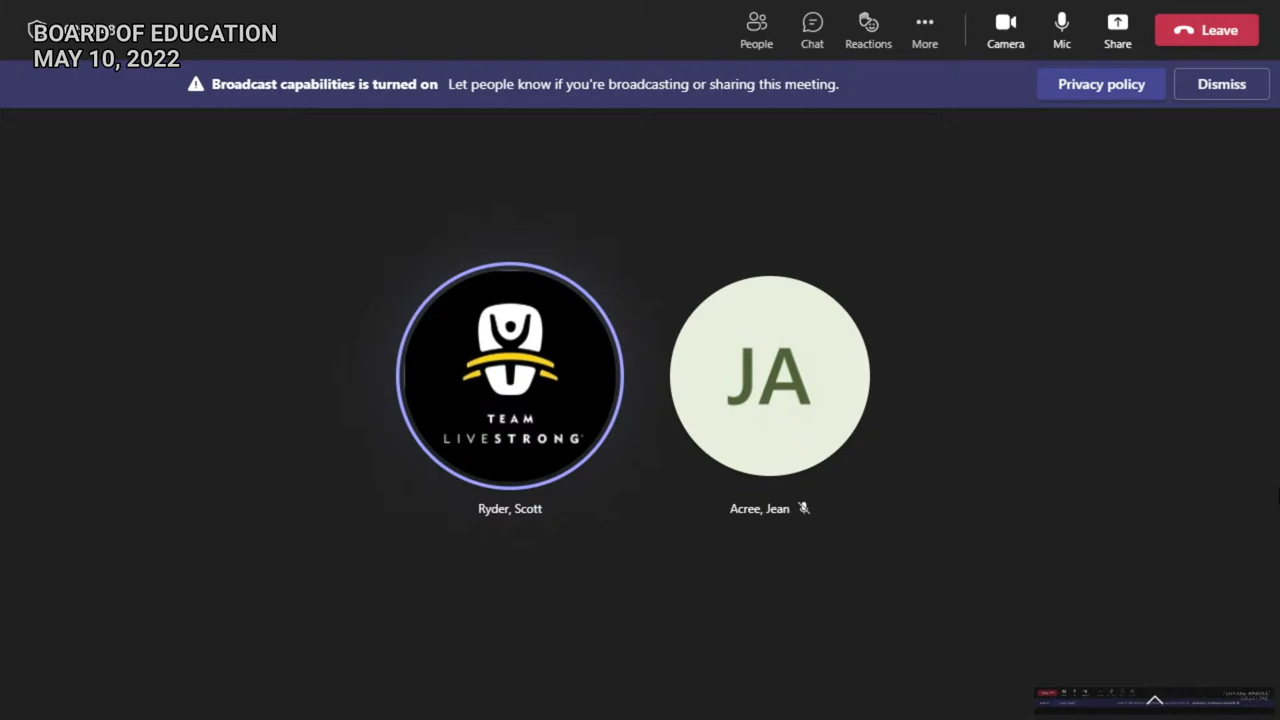 BOARD OF EDUCATION
MAY 10, 2022
People
Chat
Reactions
More
Camera
Mic
Share
Leave
Broadcast capabilities is turned on Let people know if you're broadcasting or sharing this meeting.
Privacy policy
Dismiss
TEAM
LIVESTRONG
JA
Ryder, Scott
Acree, Jean